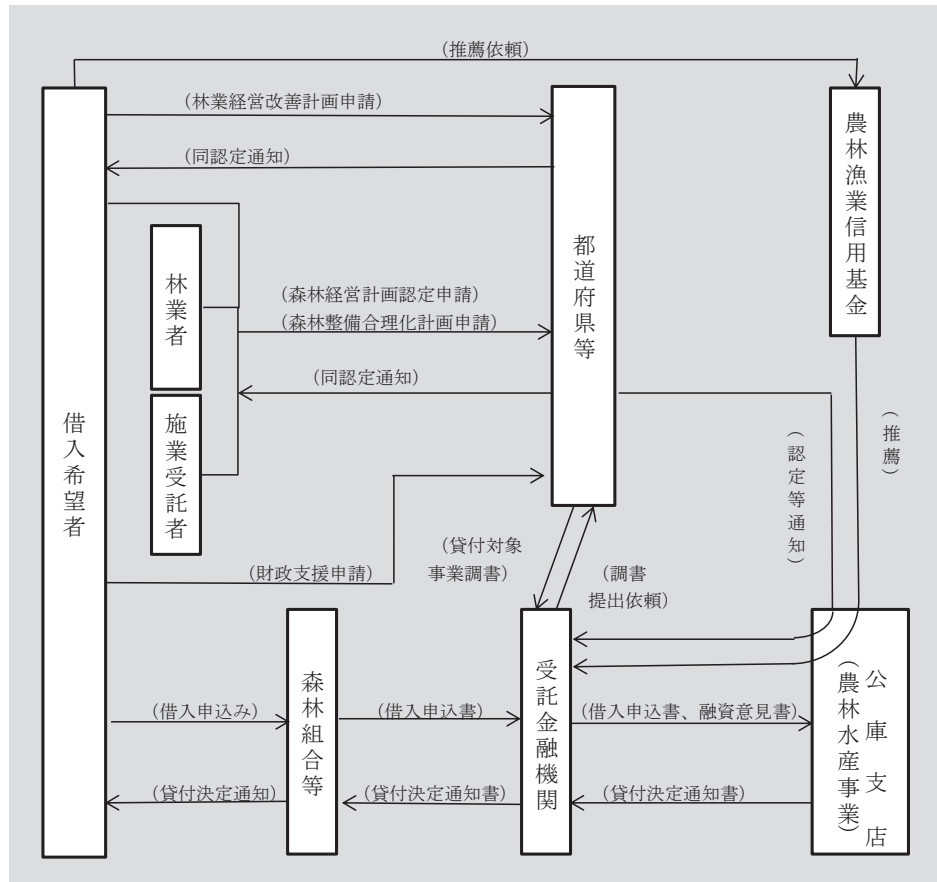 (推薦依頼)
(林業経営改善計画申請)
(同認定通知)
借入希望者
林業者
施業受託者
(森林経営計画認定申請)
(森林整備合理化計画申請)
(同認定通知)
都道府県等
農林漁業信用基金
(認定等通知)
(推薦)
(財政支援申請)
(貸付対象
事業調書)
(調書
提出依頼)
森林組合等
受託金融機関
公庫支店
(農林水産事業)
(借入申込み)
(借入申込書)
(借入申込書、融資意見書)
(貸付決定通知)
(貸付決定通知書)
(貸付決定通知書)